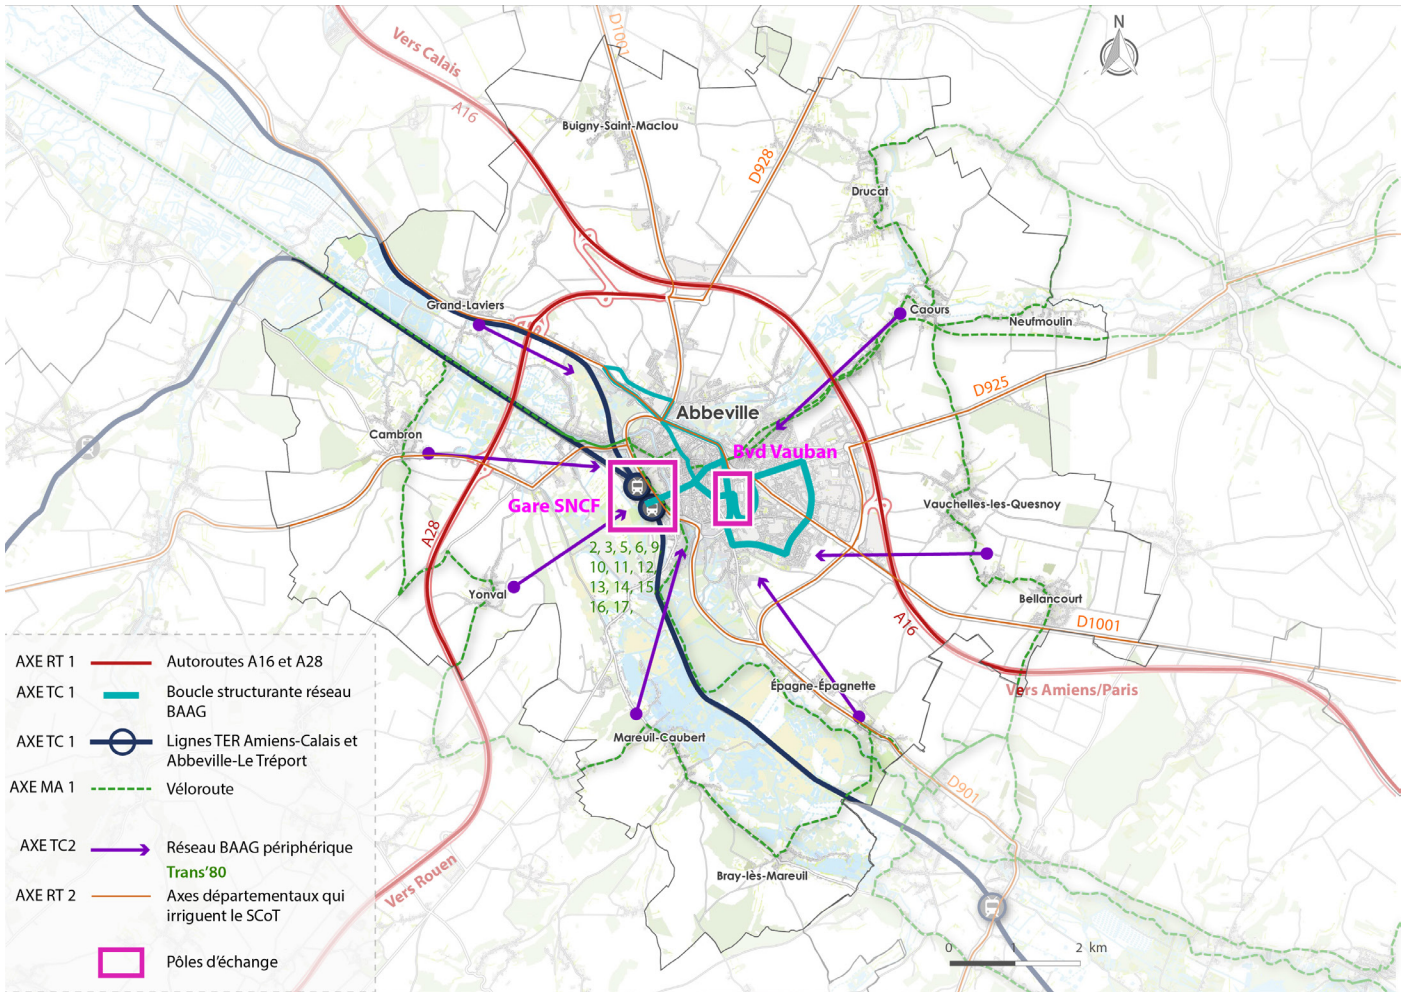 N
Vers Calais
A16
D1001
D928
Buigny-Saint-Maclou
Drucat
Grand-Laviers
Caours
Neufmoulin
D925
Abbeville
Cambron
Bvd Vauban
Gare SNCF
Vauchelles-les-Quesnoy
A28
2, 3, 5, 6, 9
10, 11, 12,
13, 14, 15,
16, 17,
Yonval
Bellancourt
A16
D1001
Épagne-Épagnette
Vers Amiens/Paris
Mareuil-Caubert
D901
Bray-lès-Mareuil
Vers Rouen
AXE RT 1 Autoroutes A16 et A28
AXE TC 1 Boucle structurante réseau
BAAG
AXE TC 1 Lignes TER Amiens-Calais et
Abbeville-Le Tréport
AXE MA 1 Véloroute
AXE TC2 Réseau BAAG périphérique
Trans'80
AXE RT 2 Axes départementaux qui
irriguent le SCoT
Pôles d'échange
0 1 2 km